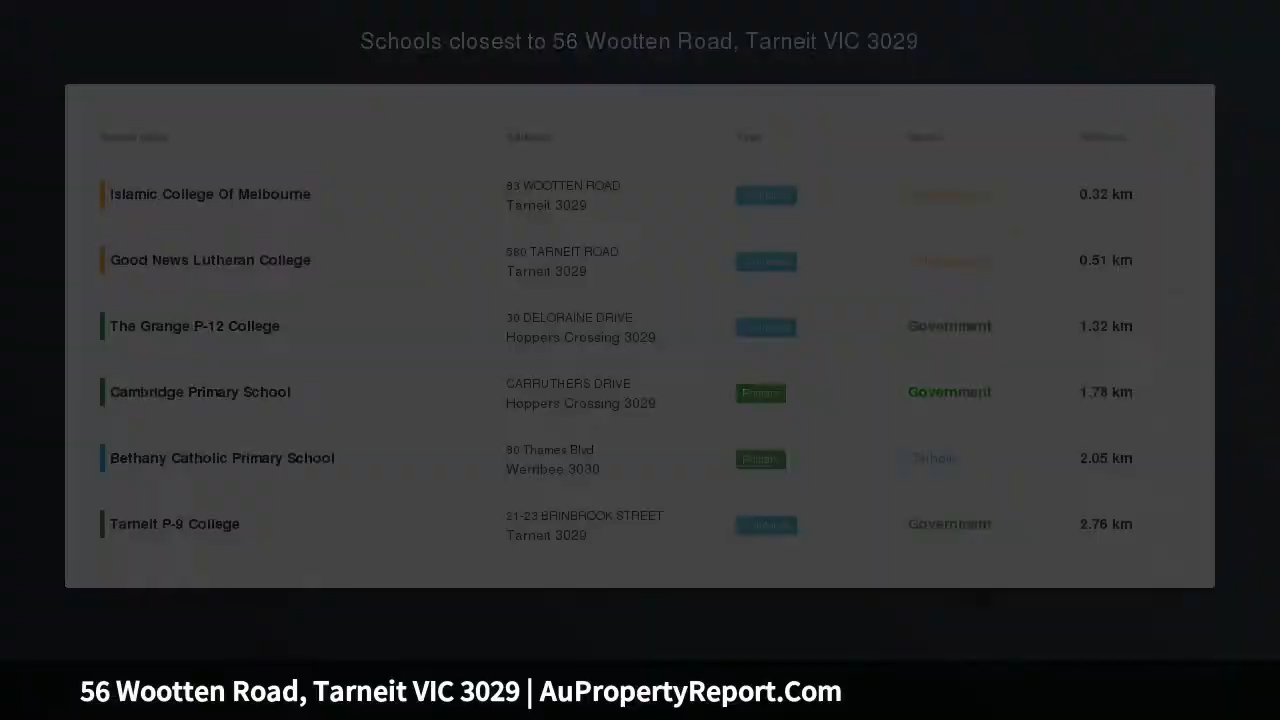 Schools closest to 56 Wootten Road, Tarneit VIC 3029
Islamic College Of Melbourne
83 WOOTTEN ROAD
Tarneit 3029
0.32 km
Good News Lutheran College
580 TARNEIT ROAD
Tarneit 3029
0.51 km
The Grange P-12 College
30 DELORAINE DRIVE
Hoppers Crossing 3029
Government
1.32 km
Cambridge Primary School
CARRUTHERS DRIVE
Hoppers Crossing 3029
Primary
Government
1.78 km
Bethany Catholic Primary School
90 Thames Blvd
Werribee 3030
Primary
2.05 km
Tarneit P-9 College
21-23 BRINBROOK STREET
Tarneit 3029
Government
2.76 km
56 Wootten Road, Tarneit VIC 3029 | AuPropertyReport.Com